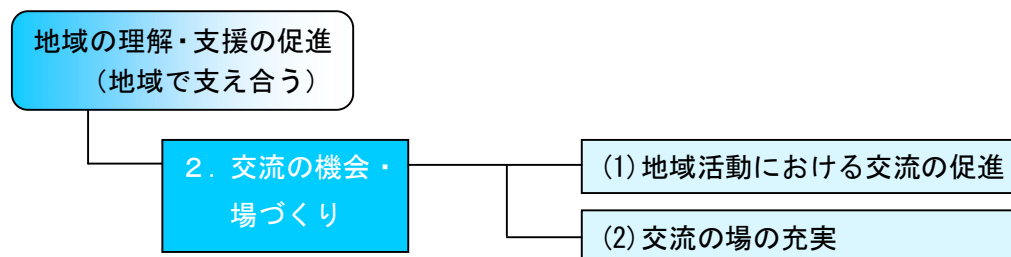 地域の理解・支援の促進
（地域で支え合う）
２．交流の機会・
場づくり
(1)地域活動における交流の促進
(2)交流の場の充実